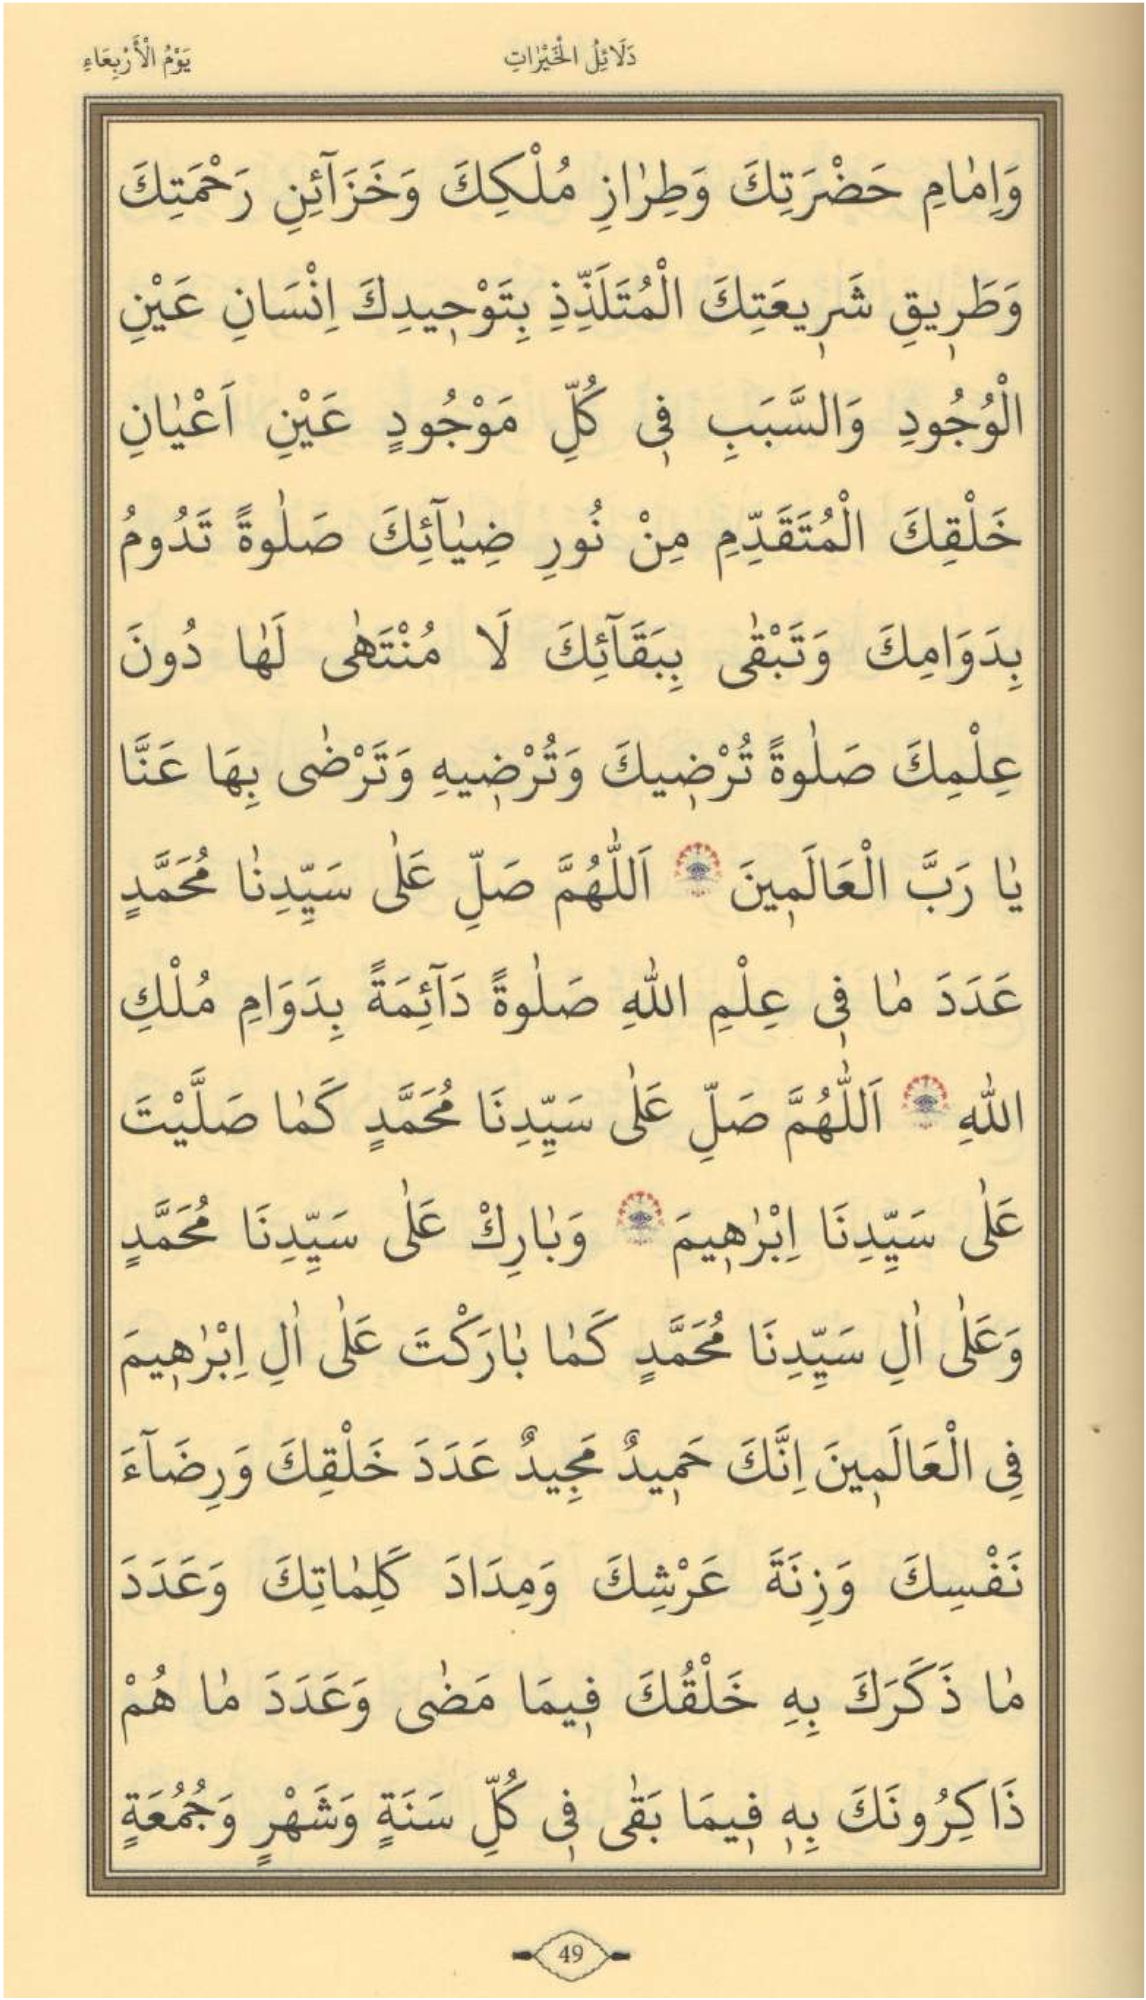 دَلَائِلُ الْخَيْرَاتِ
يَوْمُ الْأَرْبِعَاءِ
وَاِمٰامِ حَضْرَتِكَ وَطِرٰازِ مُلْكِكَ وَخَزَآئِنِ رَحْمَتِكَ
وَطَرٖيقِ شَرٖيعَتِكَ الْمُتَلَذِّذِ بِتَوْحٖيدِكَ اِنْسَانِ عَيْنِ
الْوُجُودِ وَالسَّبَبِ فٖى كُلِّ مَوْجُودٍ عَيْنِ اَعْيٰانِ
خَلْقِكَ الْمُتَقَدِّمِ مِنْ نُورِ ضِيٰآئِكَ صَلٰوةً تَدُومُ
بِدَوَامِكَ وَتَبْقٰى بِبَقَآئِكَ لَا مُنْتَهٰى لَهٰا دُونَ
عِلْمِكَ صَلٰوةً تُرْضٖيكَ وَتُرْضٖيهِ وَتَرْضٰى بِهَا عَنَّا
يٰا رَبَّ الْعَالَمٖينَ ۞ اَللّٰهُمَّ صَلِّ عَلٰى سَيِّدِنٰا مُحَمَّدٍ
عَدَدَ مٰا فٖى عِلْمِ اللّٰهِ صَلٰوةً دَآئِمَةً بِدَوَامِ مُلْكِ
اللّٰهِ ۞ اَللّٰهُمَّ صَلِّ عَلٰى سَيِّدِنَا مُحَمَّدٍ كَمٰا صَلَّيْتَ
عَلٰى سَيِّدِنَا اِبْرٰهٖيمَ ۞ وَبٰارِكْ عَلٰى سَيِّدِنَا مُحَمَّدٍ
وَعَلٰى اٰلِ سَيِّدِنَا مُحَمَّدٍ كَمٰا بٰارَكْتَ عَلٰى اٰلِ اِبْرٰهٖيمَ
فِى الْعَالَمٖينَ اِنَّكَ حَمٖيدٌ مَجٖيدٌ عَدَدَ خَلْقِكَ وَرِضَآءَ
نَفْسِكَ وَزِنَةَ عَرْشِكَ وَمِدَادَ كَلِمٰاتِكَ وَعَدَدَ
مٰا ذَكَرَكَ بِهِ خَلْقُكَ فٖيمَا مَضٰى وَعَدَدَ مٰا هُمْ
ذَاكِرُونَكَ بِهٖ فٖيمَا بَقٰى فٖى كُلِّ سَنَةٍ وَشَهْرٍ وَجُمُعَةٍ
49